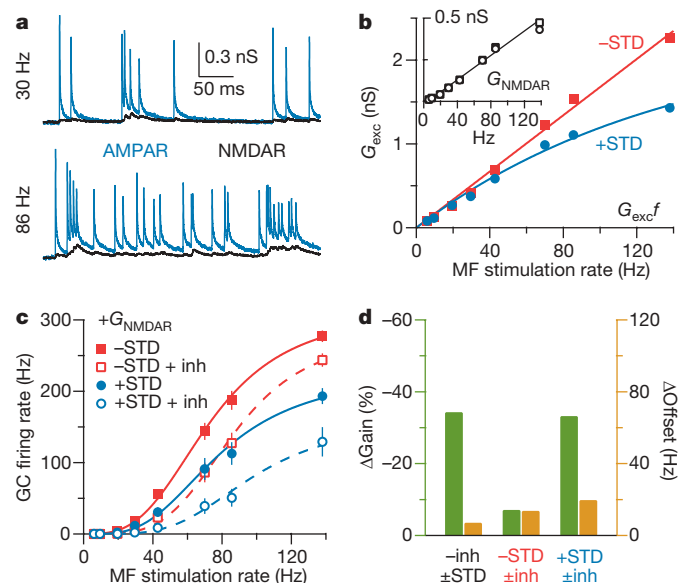 a
30 Hz
0.3 nS
50 ms
AMPAR NMDAR
86 Hz
b
G_exc (nS)
2
1
0
0.5 nS
G_NMDAR
0 40 80 120
Hz
–STD
+STD
G_exc f
0 40 80 120
MF stimulation rate (Hz)
c
GC firing rate (Hz)
300
200
100
0
+G_NMDAR
–STD
–STD + inh
+STD
+STD + inh
0 40 80 120
MF stimulation rate (Hz)
d
ΔGain (%)
–60
–40
–20
0
120
80
40
0
ΔOffset (Hz)
–inh –STD +STD
±STD ±inh ±inh